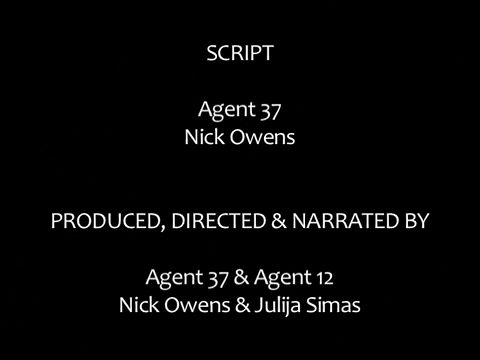 SCRIPT
Agent 37
Nick Owens
PRODUCED, DIRECTED & NARRATED BY
Agent 37 & Agent 12
Nick Owens & Julija Simas